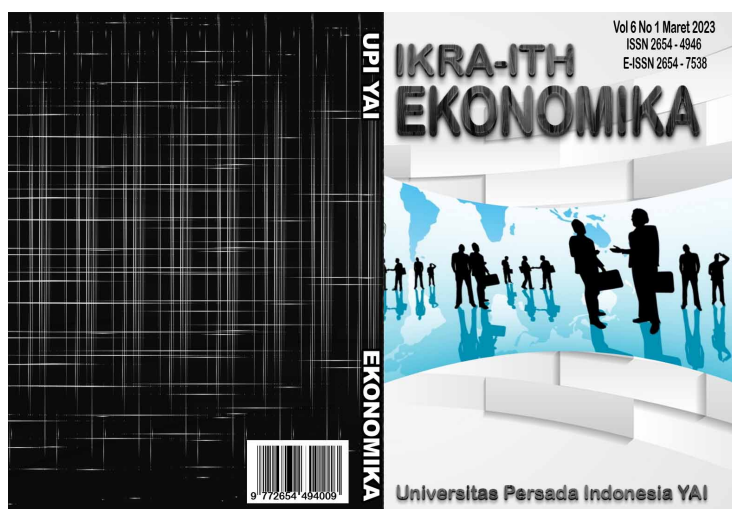 UPI YAI
EKONOMIKA
9 772654 494009
Vol 6 No 1 Maret 2023
ISSN 2654 - 4946
E-ISSN 2654 - 7538
IKRA-ITH
EKONOMIKA
Universitas Persada Indonesia YAI